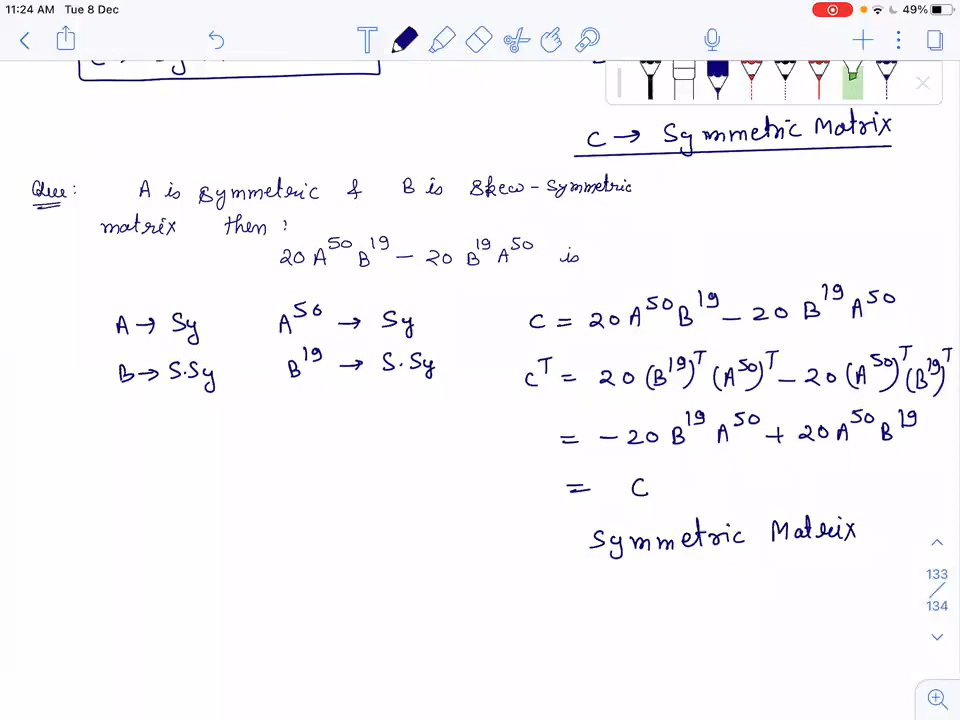 11:24 AM Tue 8 Dec 49%
T
C → Symmetric Matrix
Que: A is symmetric & B is Skew-Symmetric
matrix then:
20 A^50 B^19 - 20 B^19 A^50 is
A → Sy A^50 → Sy
B → S.Sy B^19 → S.Sy
C = 20 A^50 B^19 - 20 B^19 A^50
C^T = 20 (B^19)^T (A^50)^T - 20 (A^50)^T (B^19)^T
= - 20 B^19 A^50 + 20 A^50 B^19
= C
Symmetric Matrix
133
134